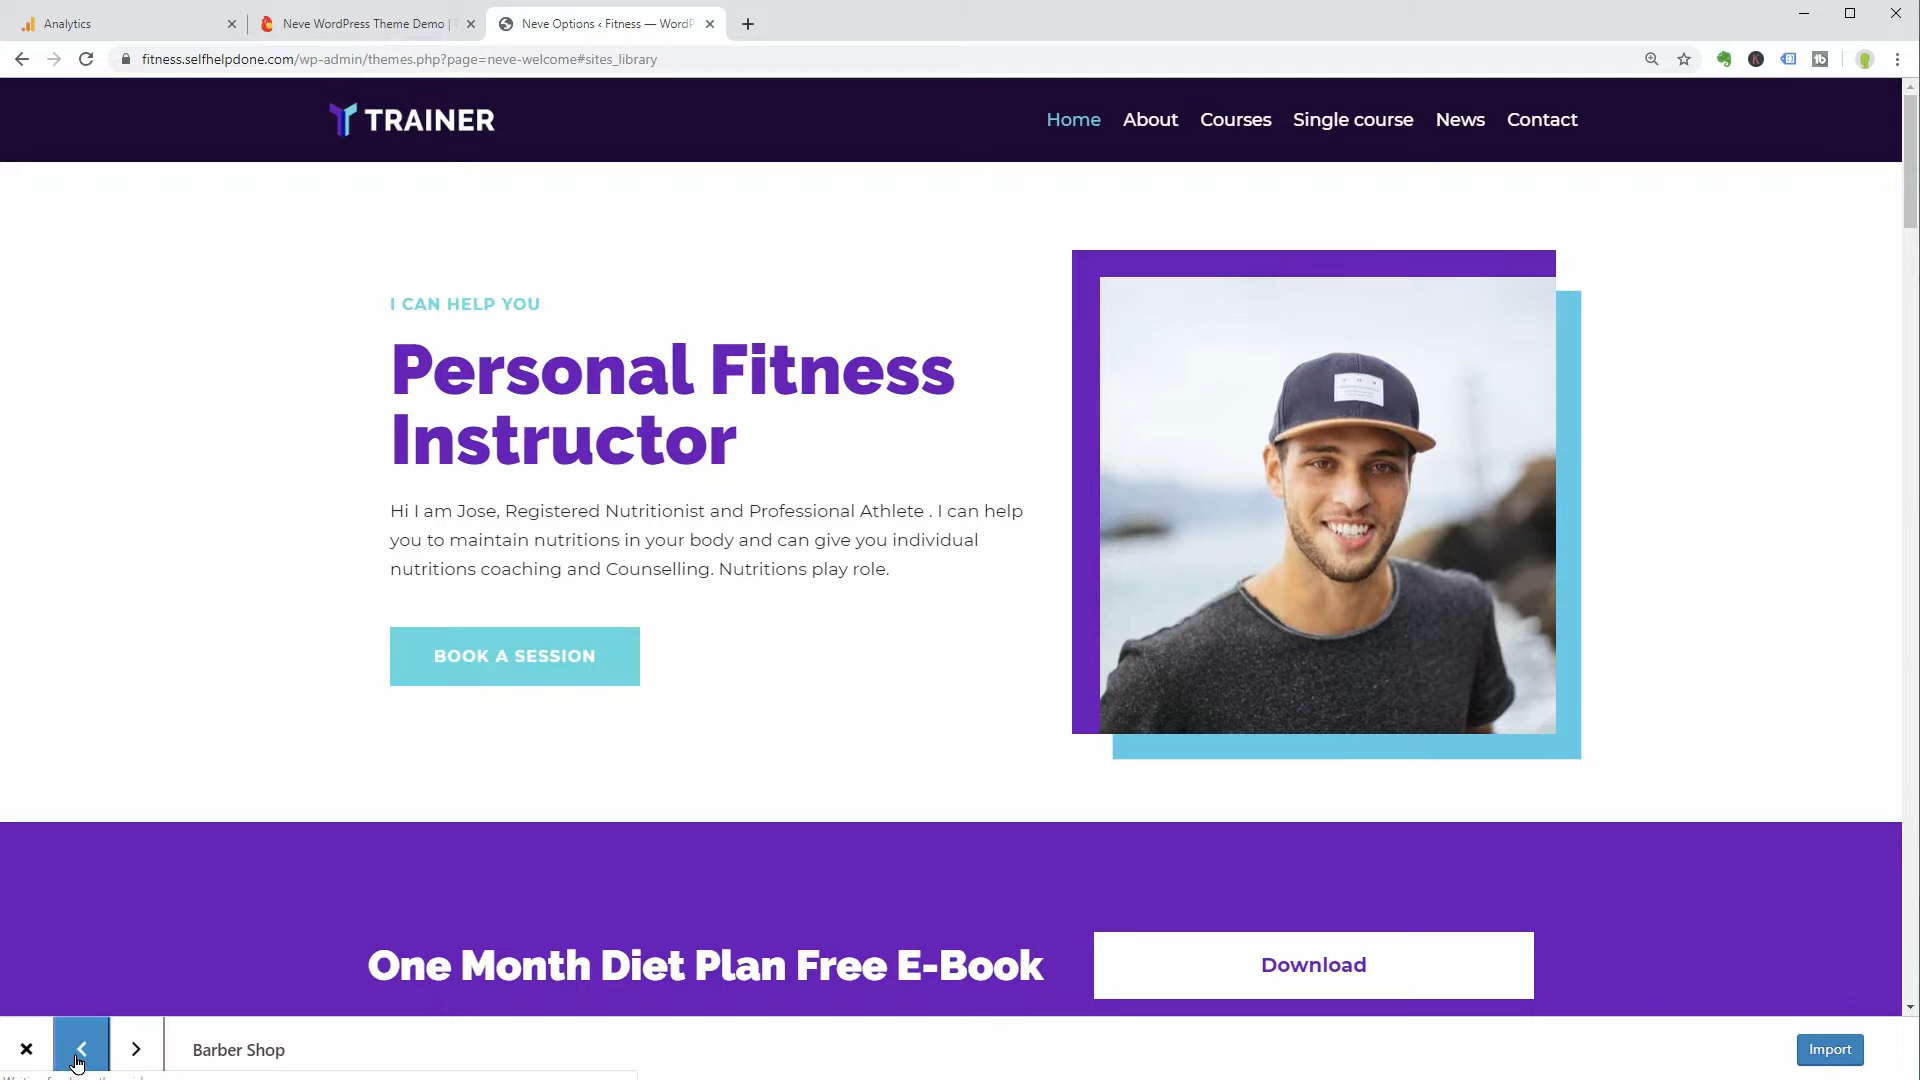 Analytics
Neve WordPress Theme Demo |
Neve Options ‹ Fitness — WordP
fitness.selfhelpdone.com/wp-admin/themes.php?page=neve-welcome#sites_library
TRAINER
Home
About
Courses
Single course
News
Contact
I CAN HELP YOU
Personal Fitness
Instructor
Hi I am Jose, Registered Nutritionist and Professional Athlete . I can help
you to maintain nutritions in your body and can give you individual
nutritions coaching and Counselling. Nutritions play role.
BOOK A SESSION
One Month Diet Plan Free E-Book
Download
Barber Shop
Import